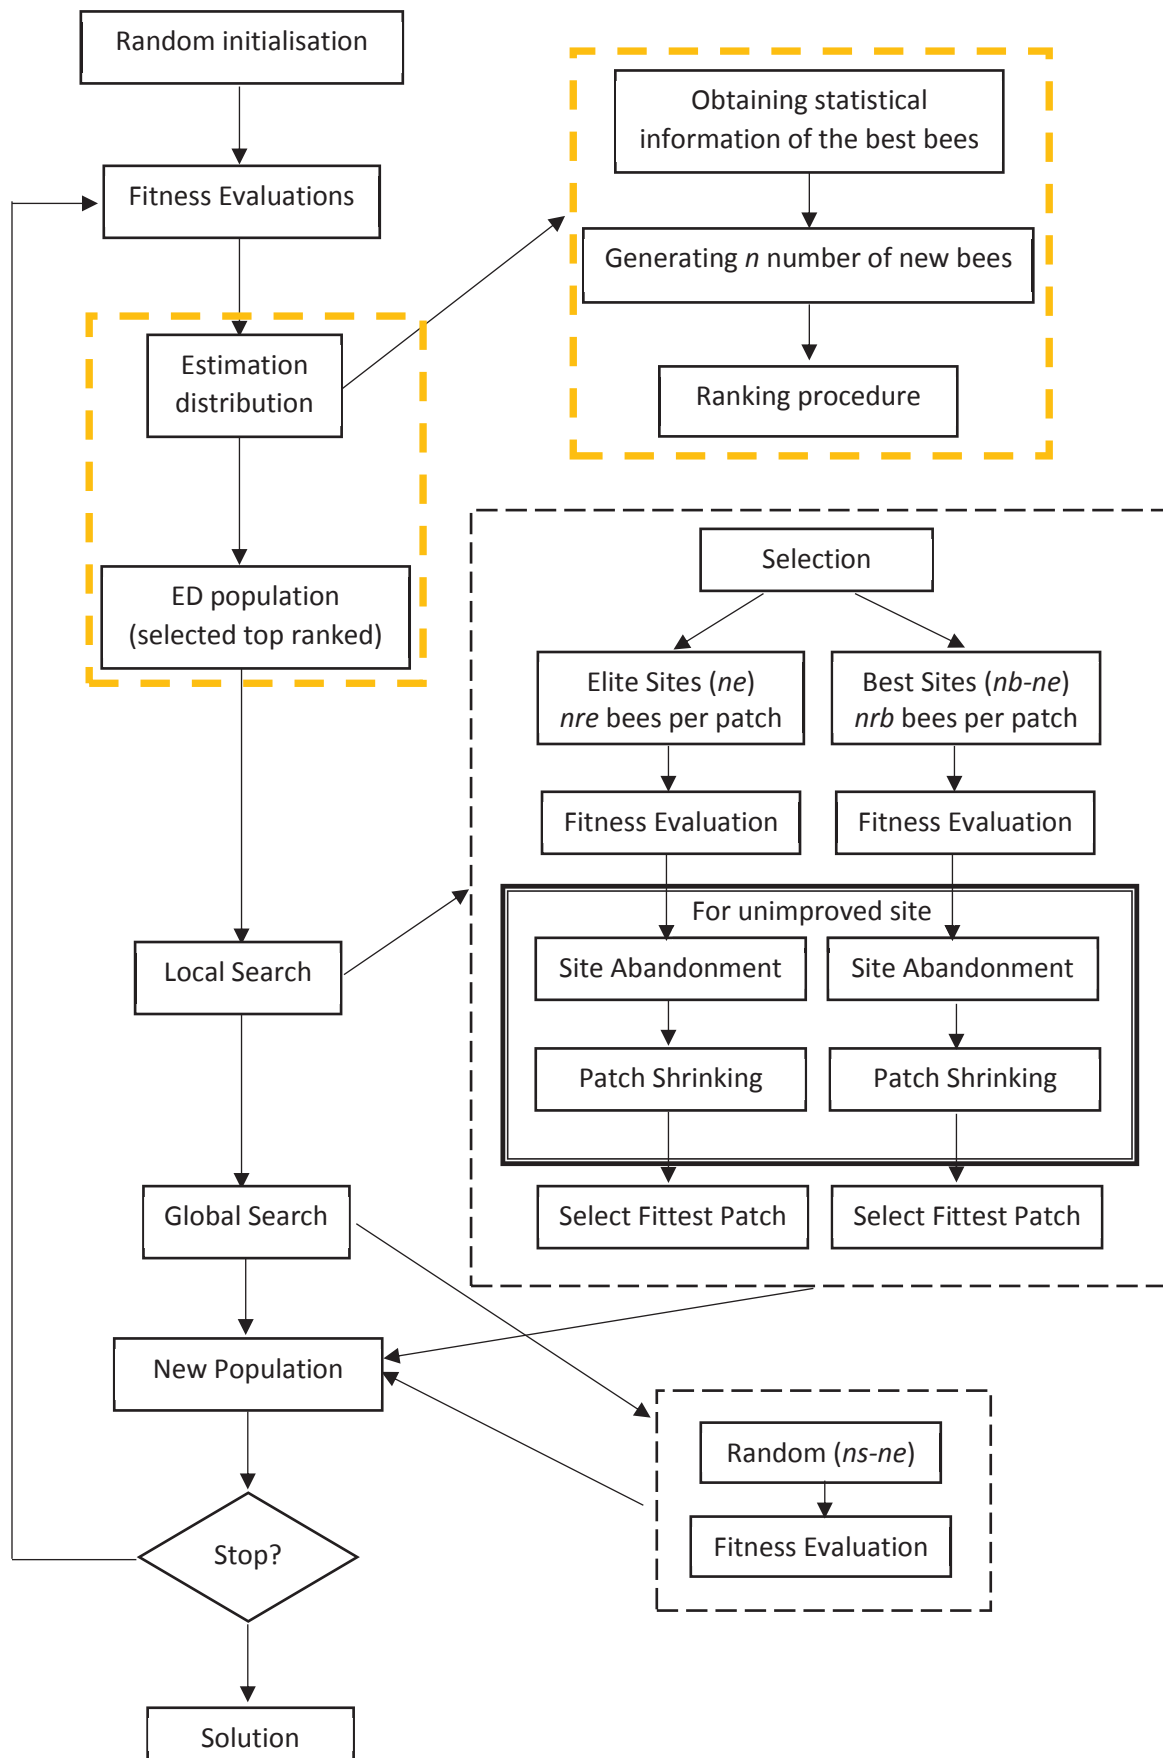 Random initialisation
Fitness Evaluations
Estimation
distribution
ED population
(selected top ranked)
Local Search
Global Search
New Population
Stop?
Solution
Obtaining statistical
information of the best bees
Generating n number of new bees
Ranking procedure
Selection
Elite Sites (ne)
nre bees per patch
Best Sites (nb-ne)
nrb bees per patch
Fitness Evaluation
Fitness Evaluation
For unimproved site
Site Abandonment
Site Abandonment
Patch Shrinking
Patch Shrinking
Select Fittest Patch
Select Fittest Patch
Random (ns-ne)
Fitness Evaluation